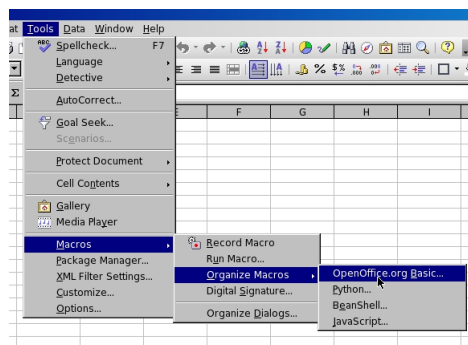 at Tools Data Window Help
Spellcheck... F7
Language
Detective
AutoCorrect...
Goal Seek...
Scenarios...
Protect Document
Cell Contents
Gallery
Media Player
Macros
Package Manager...
XML Filter Settings...
Customize...
Options...
Record Macro
Run Macro...
Organize Macros
Digital Signature...
Organize Dialogs...
OpenOffice.org Basic...
Python...
BeanShell...
JavaScript...
ABC
%
Σ
E F G H I